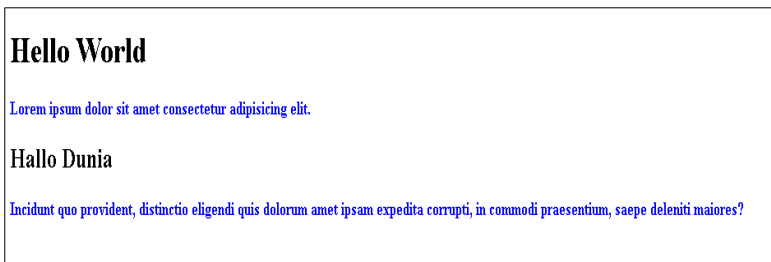 Hello World
Lorem ipsum dolor sit amet consectetur adipisicing elit.
Hallo Dunia
Incidunt quo provident, distinctio eligendi quis dolorum amet ipsam expedita corrupti, in commodi praesentium, saepe deleniti maiores?